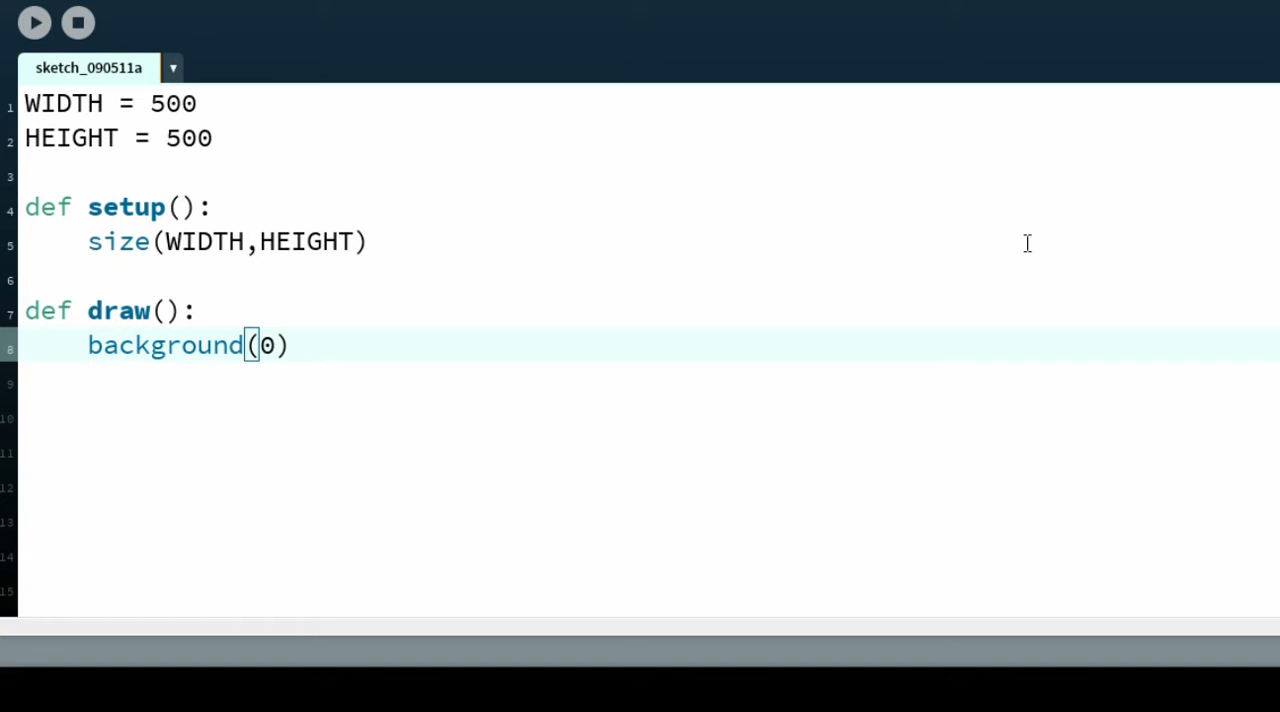 sketch_090511a
1 WIDTH = 500
2 HEIGHT = 500
3
4 def setup():
5     size(WIDTH,HEIGHT)
6
7 def draw():
8     background(0)
9
10
11
12
13
14
15